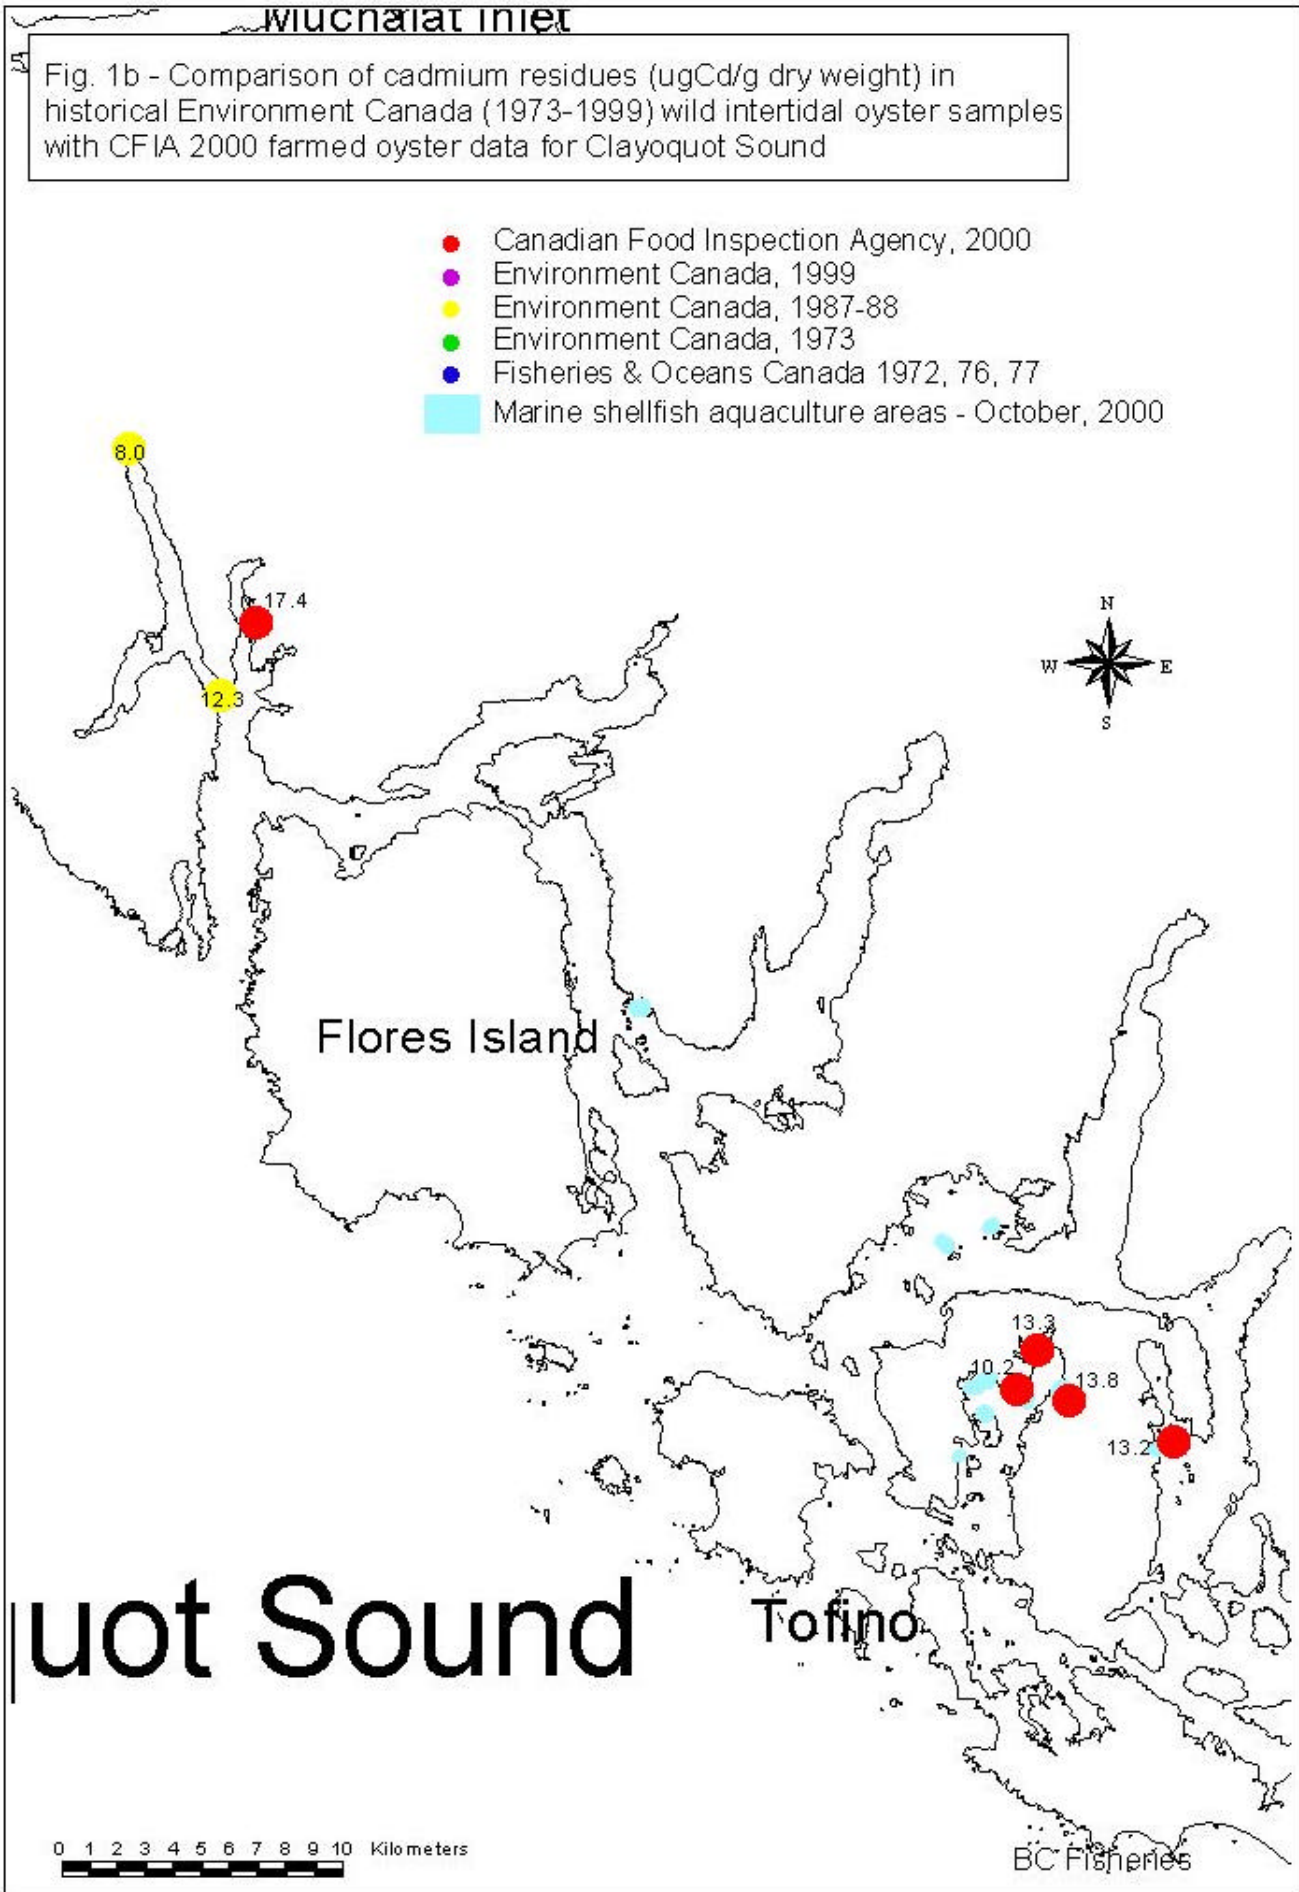 Muchalat Inlet
Fig. 1b - Comparison of cadmium residues (ugCd/g dry weight) in
historical Environment Canada (1973-1999) wild intertidal oyster samples
with CFIA 2000 farmed oyster data for Clayoquot Sound
Canadian Food Inspection Agency, 2000
Environment Canada, 1999
Environment Canada, 1987-88
Environment Canada, 1973
Fisheries & Oceans Canada 1972, 76, 77
Marine shellfish aquaculture areas - October, 2000
8.0
17.4
N
W E
S
12.3
Flores Island
13.3
10.2
13.8
13.2
uot Sound
Tofino
0 1 2 3 4 5 6 7 8 9 10 Kilometers
BC Fisheries